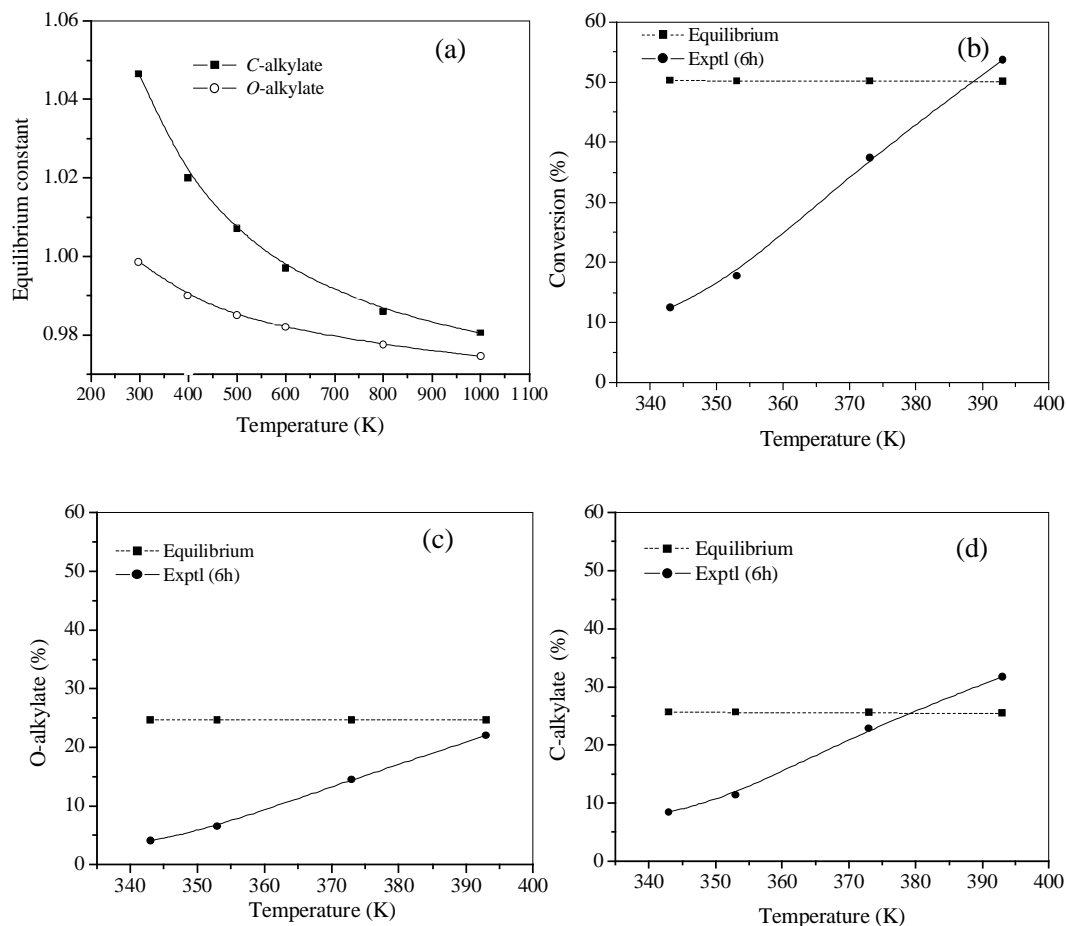 (a)
C-alkylate
O-alkylate
Equilibrium constant
1.06
1.04
1.02
1.00
0.98
200 300 400 500 600 700 800 900 1000 1100
Temperature (K)
(b)
Equilibrium
Exptl (6h)
Conversion (%)
60
50
40
30
20
10
0
340 350 360 370 380 390 400
Temperature (K)
(c)
Equilibrium
Exptl (6h)
O-alkylate (%)
60
50
40
30
20
10
0
340 350 360 370 380 390 400
Temperature (K)
(d)
Equilibrium
Exptl (6h)
C-alkylate (%)
60
50
40
30
20
10
0
340 350 360 370 380 390 400
Temperature (K)